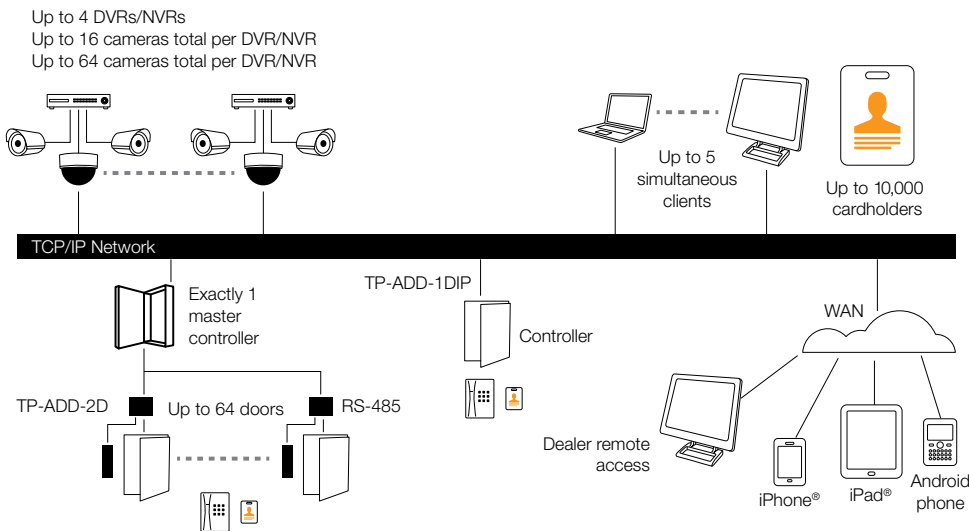 Up to 4 DVRs/NVRs
Up to 16 cameras total per DVR/NVR
Up to 64 cameras total per DVR/NVR
Up to 5
simultaneous
clients
Up to 10,000
cardholders
TCP/IP Network
Exactly 1
master
controller
TP-ADD-1DIP
Controller
WAN
TP-ADD-2D
Up to 64 doors
RS-485
Dealer remote
access
iPhone®
iPad®
Android
phone